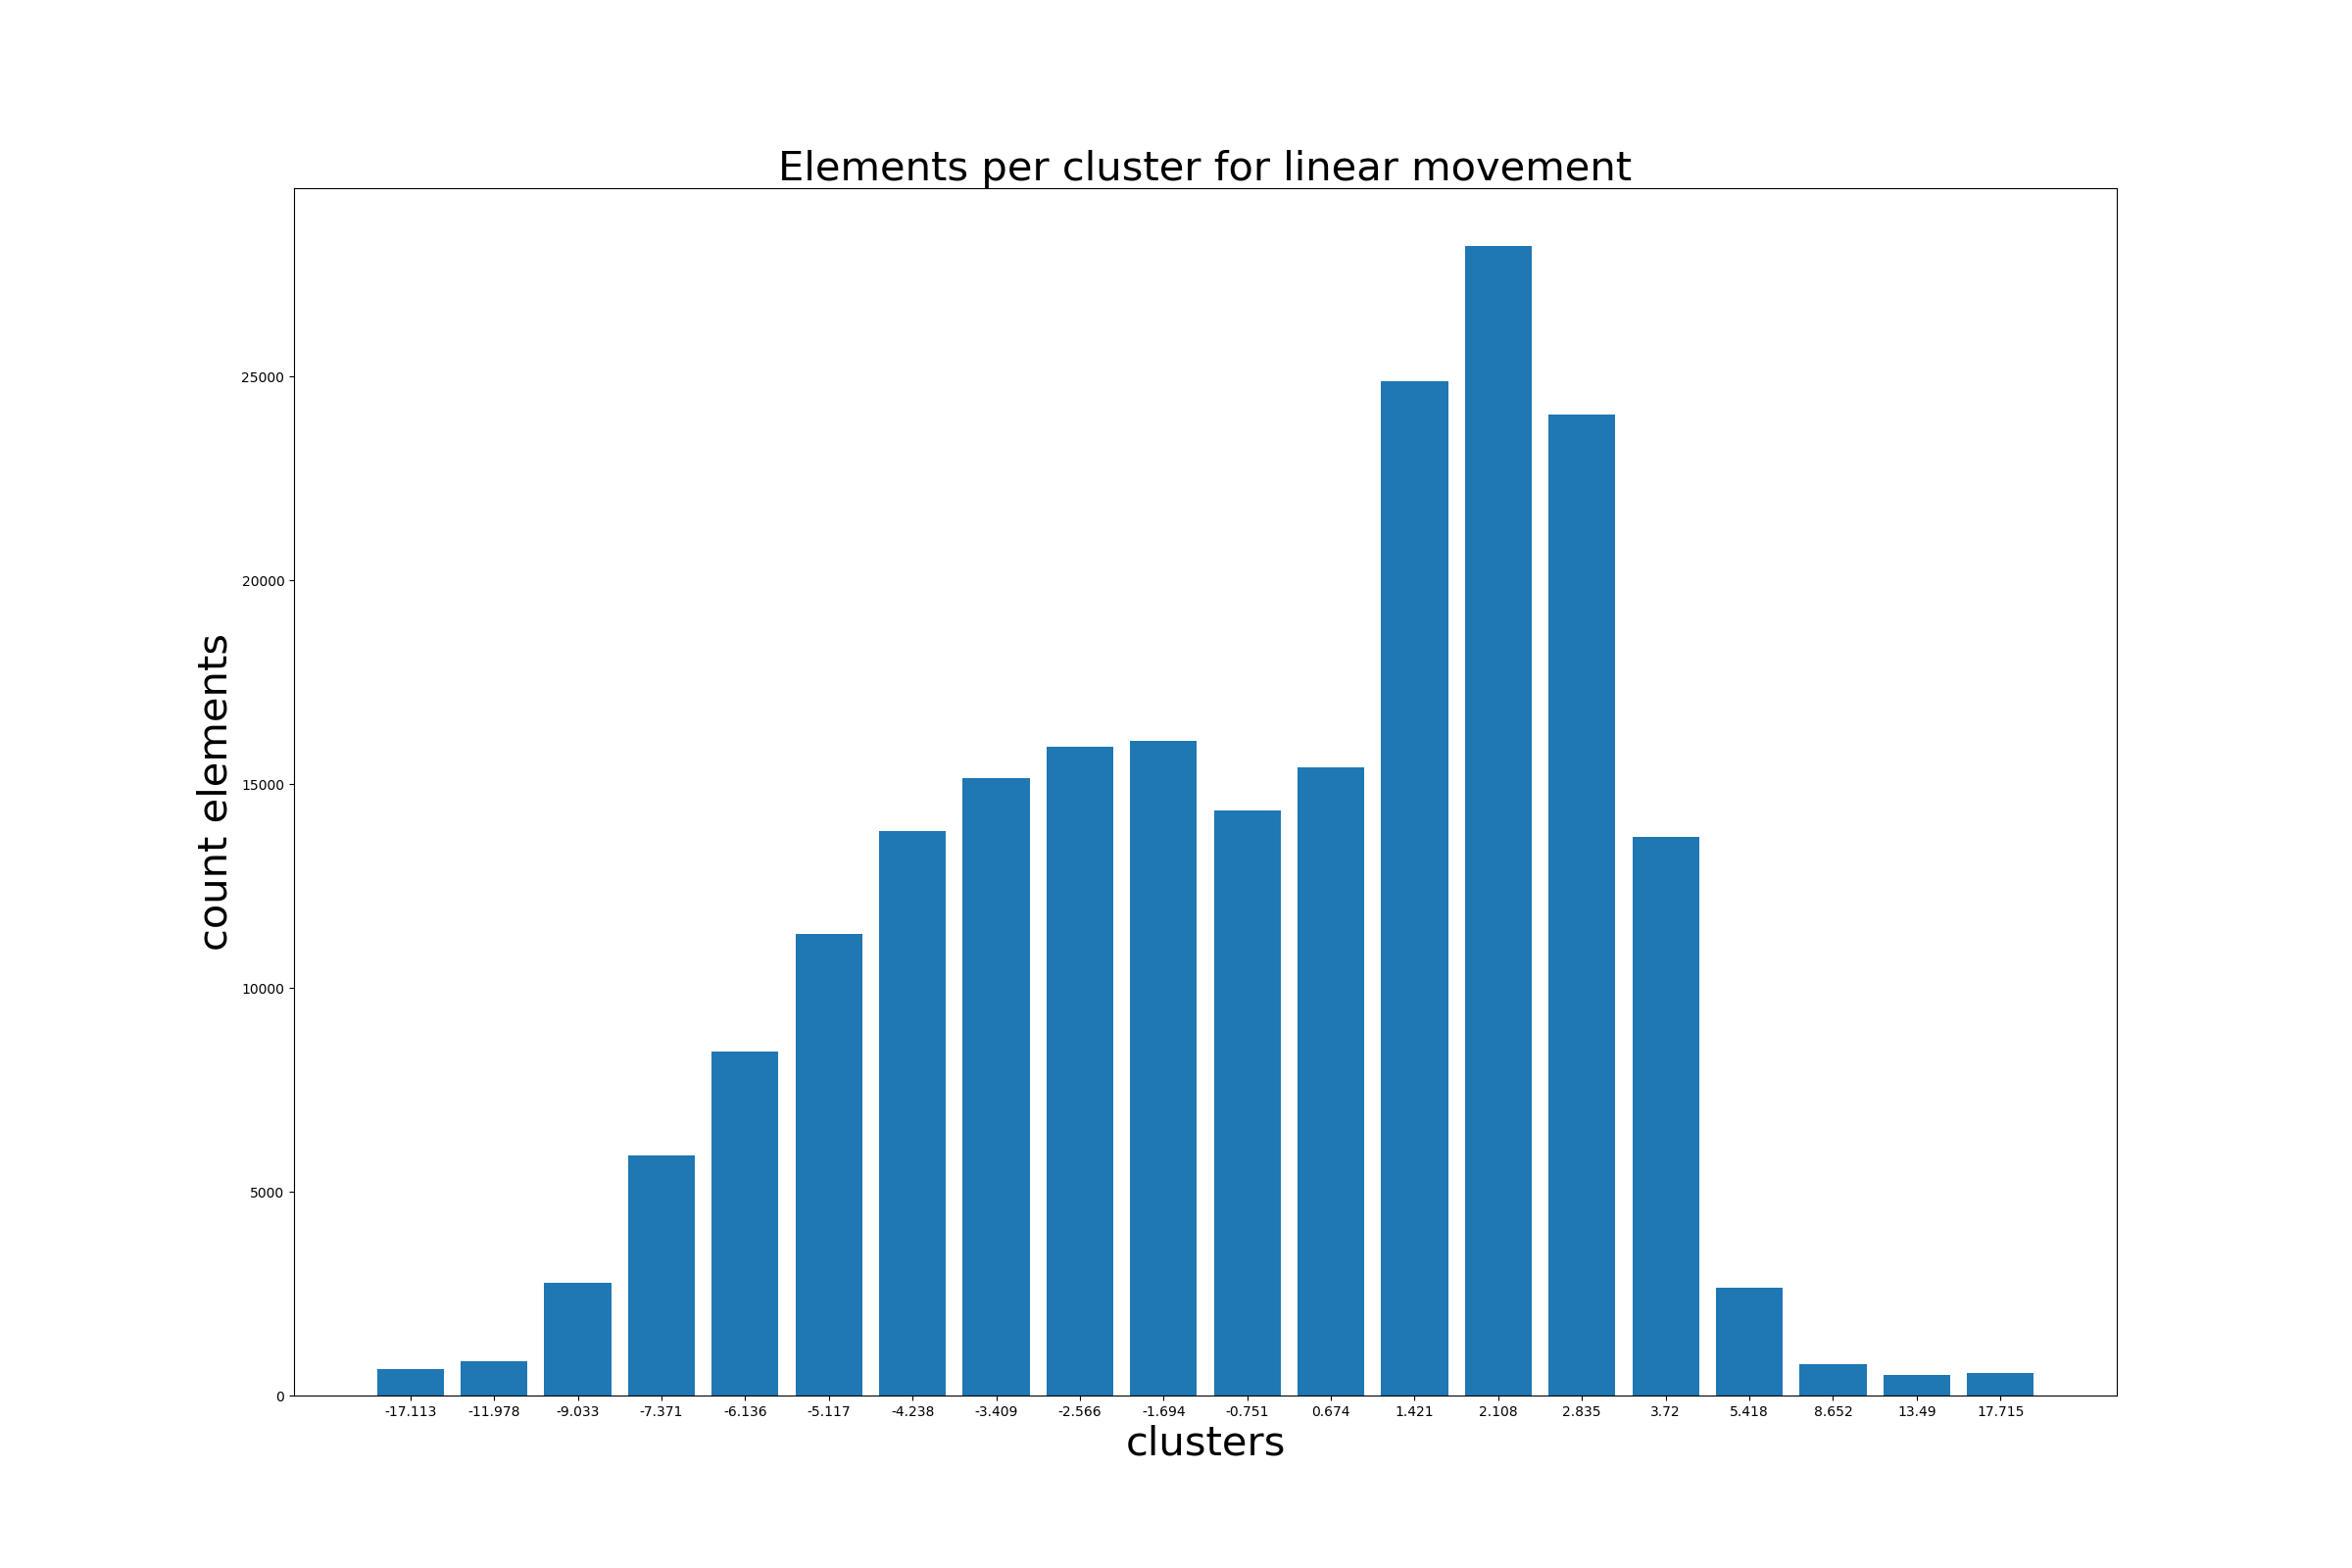 Elements per cluster for linear movement
count elements
25000
20000
15000
10000
5000
0
-17.113 -11.978 -9.033 -7.371 -6.136 -5.117 -4.238 -3.409 -2.566 -1.694 -0.751 0.674 1.421 2.108 2.835 3.72 5.418 8.652 13.49 17.715
clusters